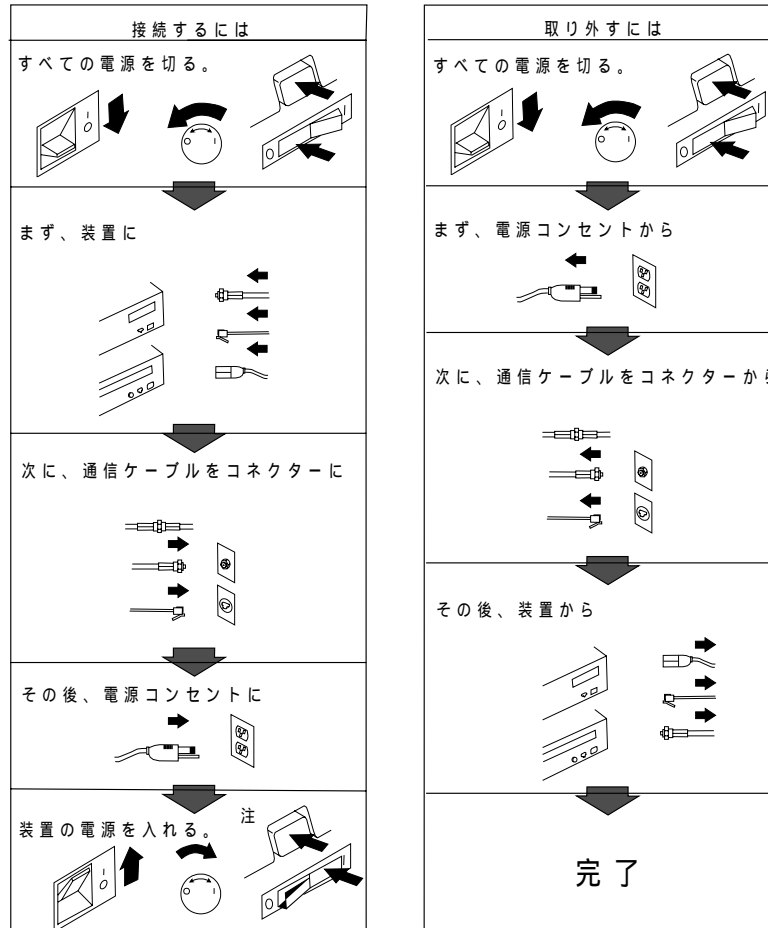 接続するには
すべての電源を切る。
まず、装置に
次に、通信ケーブルをコネクターに
その後、電源コンセントに
装置の電源を入れる。
注
取り外すには
すべての電源を切る。
まず、電源コンセントから
次に、通信ケーブルをコネクターから
その後、装置から
完了